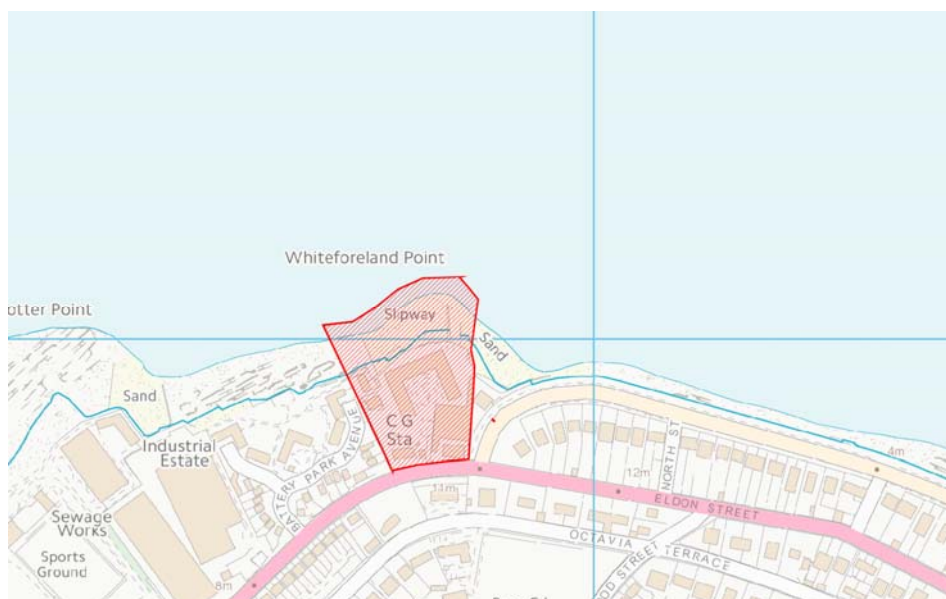 Whiteforeland Point
otter Point
Slipway
Sand
Sand
C G
Sta
Industrial
Estate
BATTERY PARK AVENUE
Sewage
Works
Sports
Ground
8m
11m
12m
4m
NORTH ST
ELDON STREET
OCTAVIA
TERRACE
OD STREET